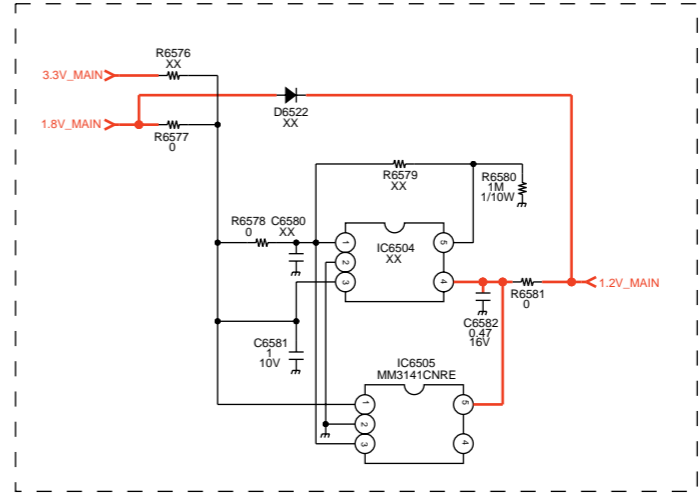 R6576
XX
3.3V_MAIN
1.8V_MAIN
R6577
0
D6522
XX
R6579
XX
R6580
1M
1/10W
R6578
0
C6580
XX
IC6504
XX
1
2
3
5
4
1.2V_MAIN
R6581
0
C6582
0.47
16V
C6581
1
10V
IC6505
MM3141CNRE
1
2
3
5
4